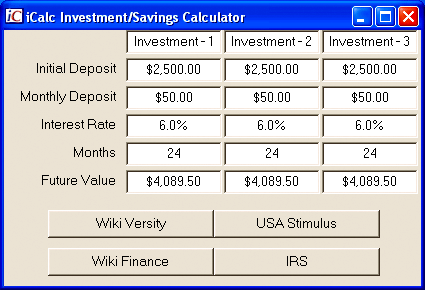 iC iCalc Investment/Savings Calculator
Investment - 1 Investment - 2 Investment - 3
Initial Deposit $2,500.00 $2,500.00 $2,500.00
Monthly Deposit $50.00 $50.00 $50.00
Interest Rate 6.0% 6.0% 6.0%
Months 24 24 24
Future Value $4,089.50 $4,089.50 $4,089.50
Wiki Versity USA Stimulus
Wiki Finance IRS